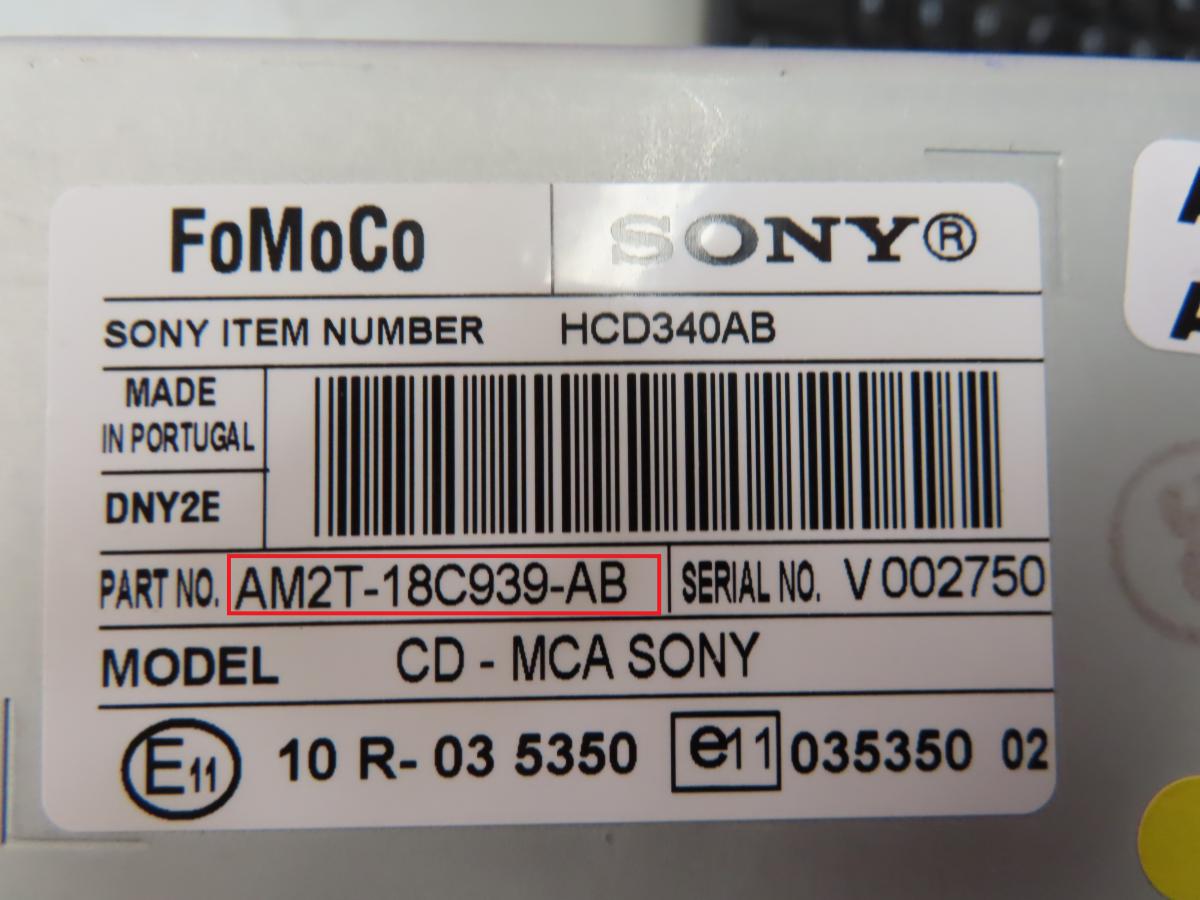 FoMoCo
SONY®
SONY ITEM NUMBER HCD340AB
MADE
IN PORTUGAL
DNY2E
PART NO. AM2T-18C939-AB SERIAL NO. V 002750
MODEL CD - MCA SONY
E11 10 R- 03 5350 e11 035350 02